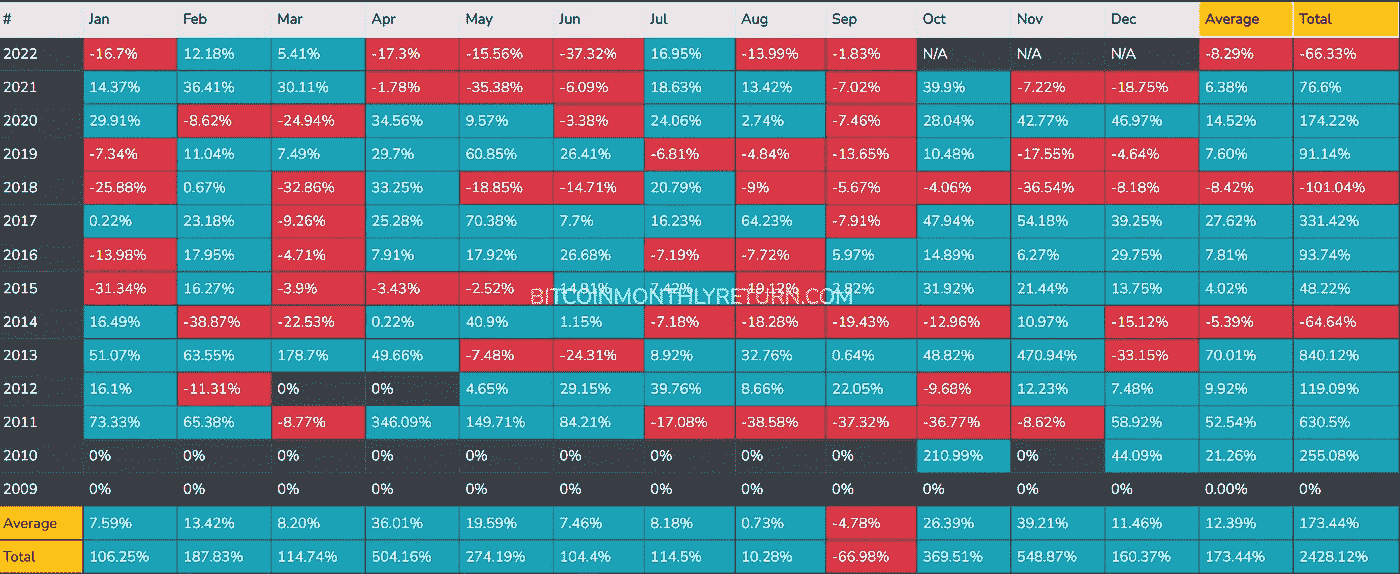 # Jan Feb Mar Apr May Jun Jul Aug Sep Oct Nov Dec Average Total
2022 -16.7% 12.18% 5.41% -17.3% -15.56% -37.32% 16.95% -13.99% -1.83% N/A N/A N/A -8.29% -66.33%
2021 14.37% 36.41% 30.11% -1.78% -35.38% -6.09% 18.63% 13.42% -7.02% 39.9% -7.22% -18.75% 6.38% 76.6%
2020 29.91% -8.62% -24.94% 34.56% 9.57% -3.38% 24.06% 2.74% -7.46% 28.04% 42.77% 46.97% 14.52% 174.22%
2019 -7.34% 11.04% 7.49% 29.7% 60.85% 26.41% -6.81% -4.84% -13.65% 10.48% -17.55% -4.64% 7.60% 91.14%
2018 -25.88% 0.67% -32.86% 33.25% -18.85% -14.71% 20.79% -9% -5.67% -4.06% -36.54% -8.18% -8.42% -101.04%
2017 0.22% 23.18% -9.26% 25.28% 70.38% 7.7% 16.23% 64.23% -7.91% 47.94% 54.18% 39.25% 27.62% 331.42%
2016 -13.98% 17.95% -4.71% 7.91% 17.92% 26.68% -7.19% -7.72% 5.97% 14.89% 6.27% 29.75% 7.81% 93.74%
2015 -31.34% 16.27% -3.9% -3.43% -2.52% 31.92% 21.44% 13.75% 4.02% 48.22%
BITCOINMONTHLYRETURN.COM
2014 16.49% -38.87% -22.53% 0.22% 40.9% 1.15% -7.18% -18.28% -19.43% -12.96% 10.97% -15.12% -5.39% -64.64%
2013 51.07% 63.55% 178.7% 49.66% -7.48% -24.31% 8.92% 32.76% 0.64% 48.82% 470.94% -33.15% 70.01% 840.12%
2012 16.1% -11.31% 0% 0% 4.65% 29.15% 39.76% 8.66% 22.05% -9.68% 12.23% 7.48% 9.92% 119.09%
2011 73.33% 65.38% -8.77% 346.09% 149.71% 84.21% -17.08% -38.58% -37.32% -36.77% -8.62% 58.92% 52.54% 630.5%
2010 0% 0% 0% 0% 0% 0% 0% 0% 0% 210.99% 0% 44.09% 21.26% 255.08%
2009 0% 0% 0% 0% 0% 0% 0% 0% 0% 0% 0% 0% 0.00% 0%
Average 7.59% 13.42% 8.20% 36.01% 19.59% 7.46% 8.18% 0.73% -4.78% 26.39% 39.21% 11.46% 12.39% 173.44%
Total 106.25% 187.83% 114.74% 504.16% 274.19% 104.4% 114.5% 10.28% -66.98% 369.51% 548.87% 160.37% 173.44% 2428.12%